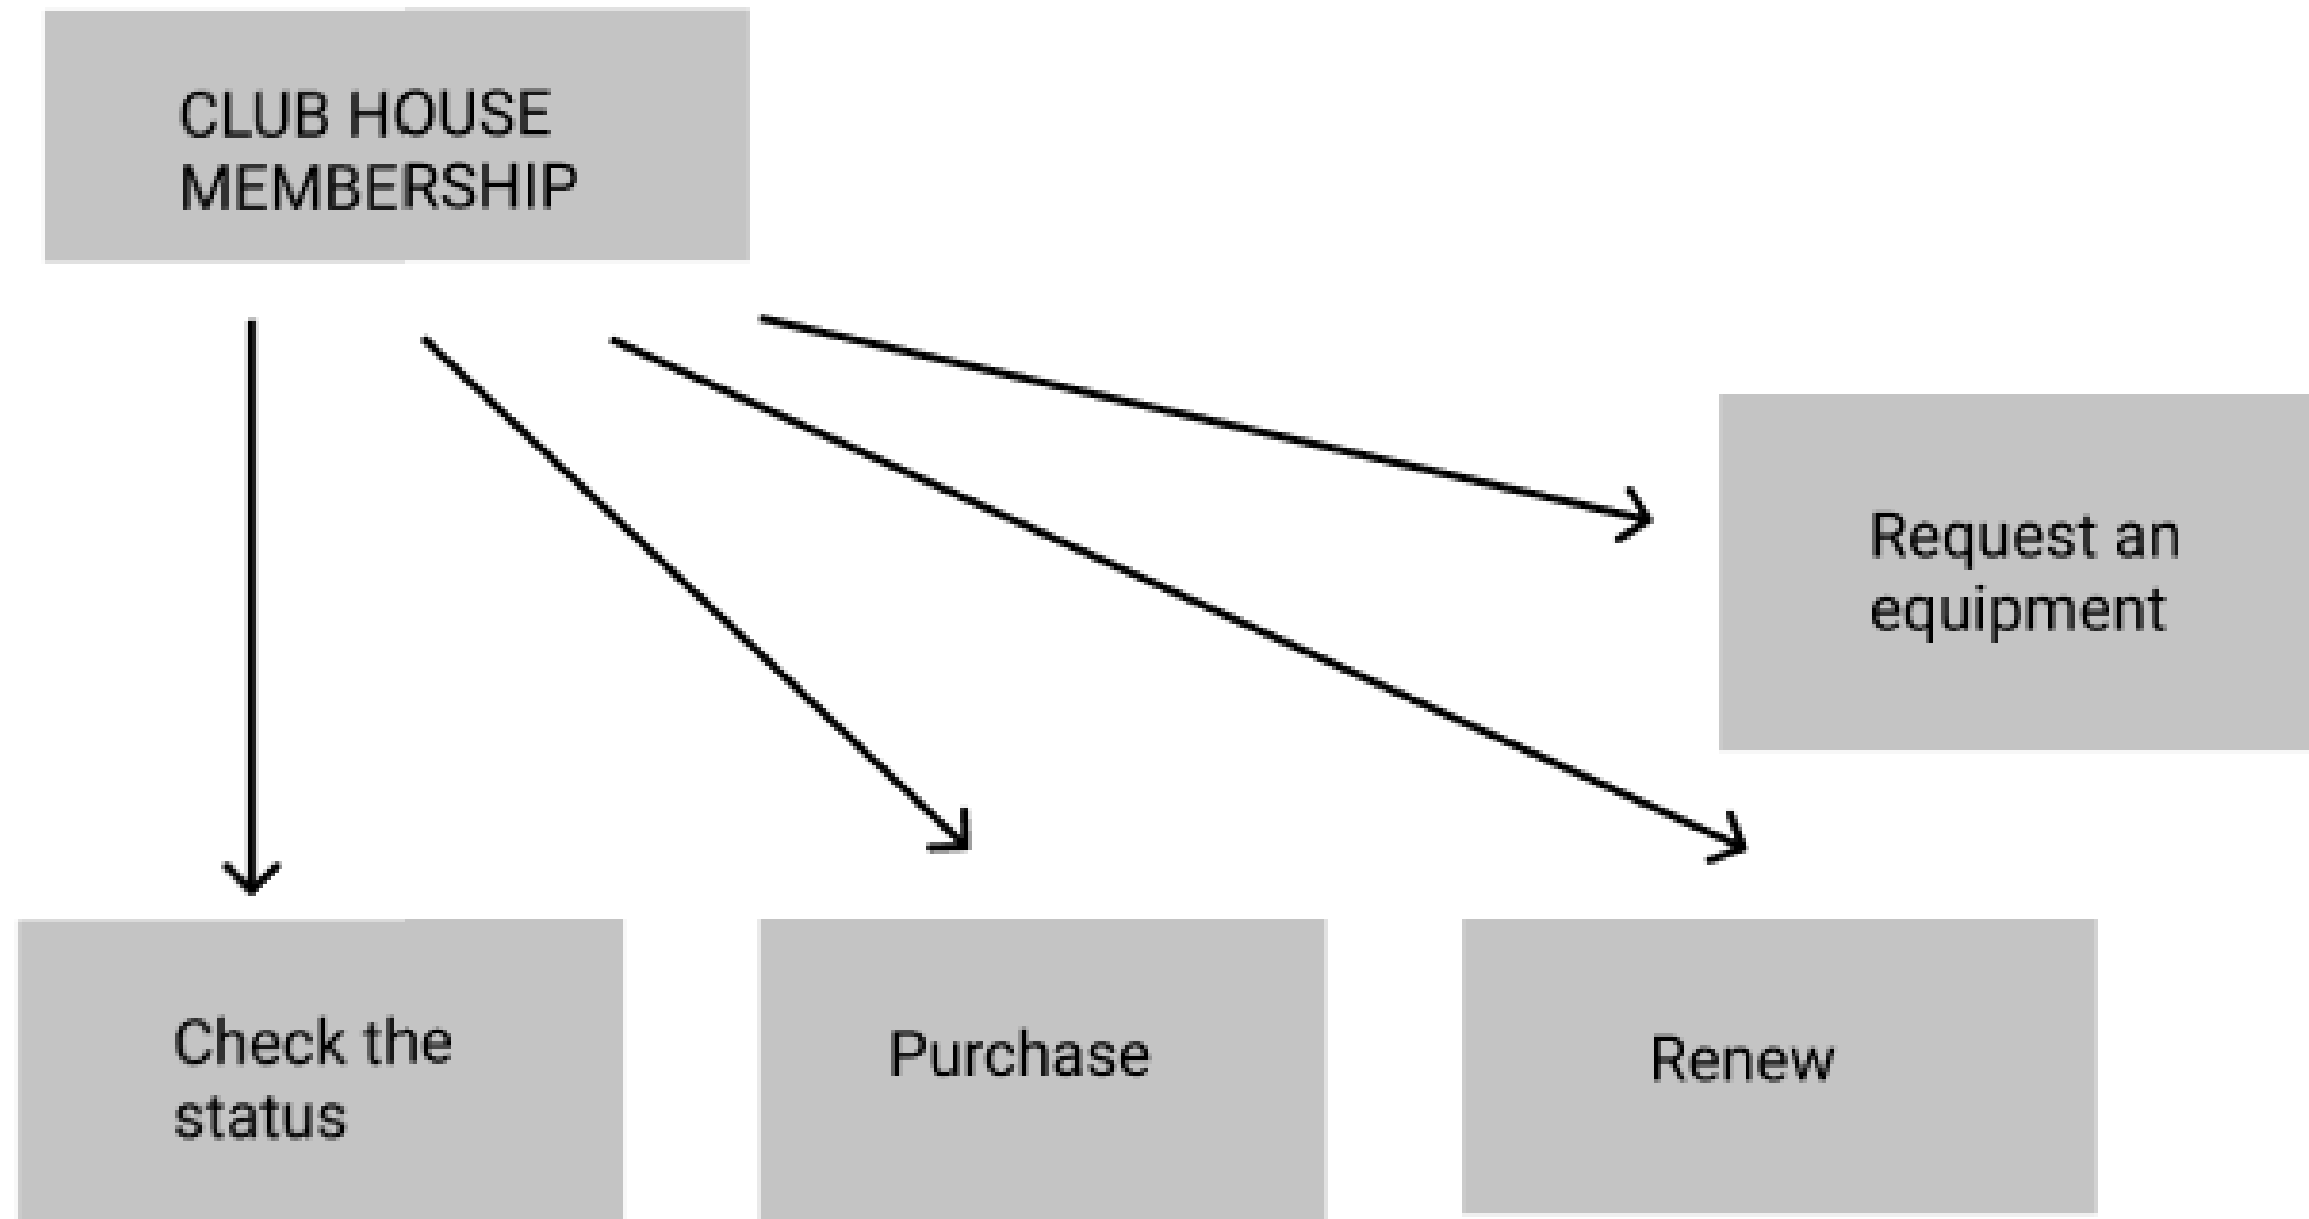 CLUB HOUSE
MEMBERSHIP
Request an
equipment
Check the
status
Purchase
Renew